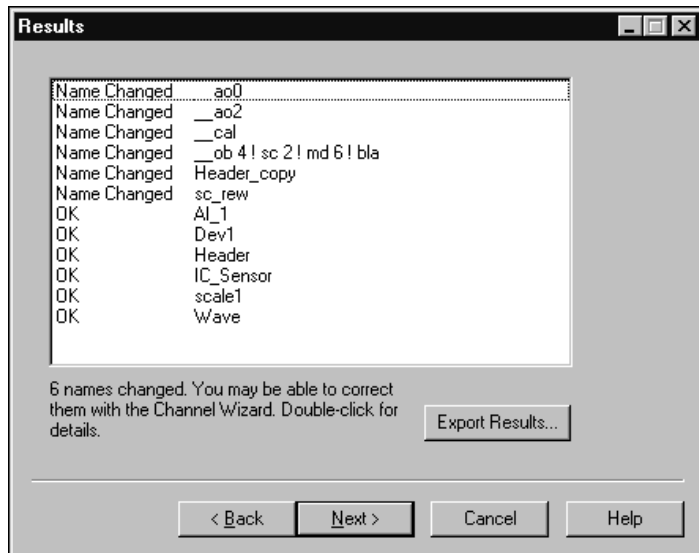 Results
Name Changed __ao0
Name Changed __ao2
Name Changed __cal
Name Changed __ob 4 ! sc 2 ! md 6 ! bla
Name Changed Header_copy
Name Changed sc_rew
OK AI_1
OK Dev1
OK Header
OK IC_Sensor
OK scale1
OK Wave
6 names changed. You may be able to correct
them with the Channel Wizard. Double-click for
details.
Export Results...
< Back Next > Cancel Help